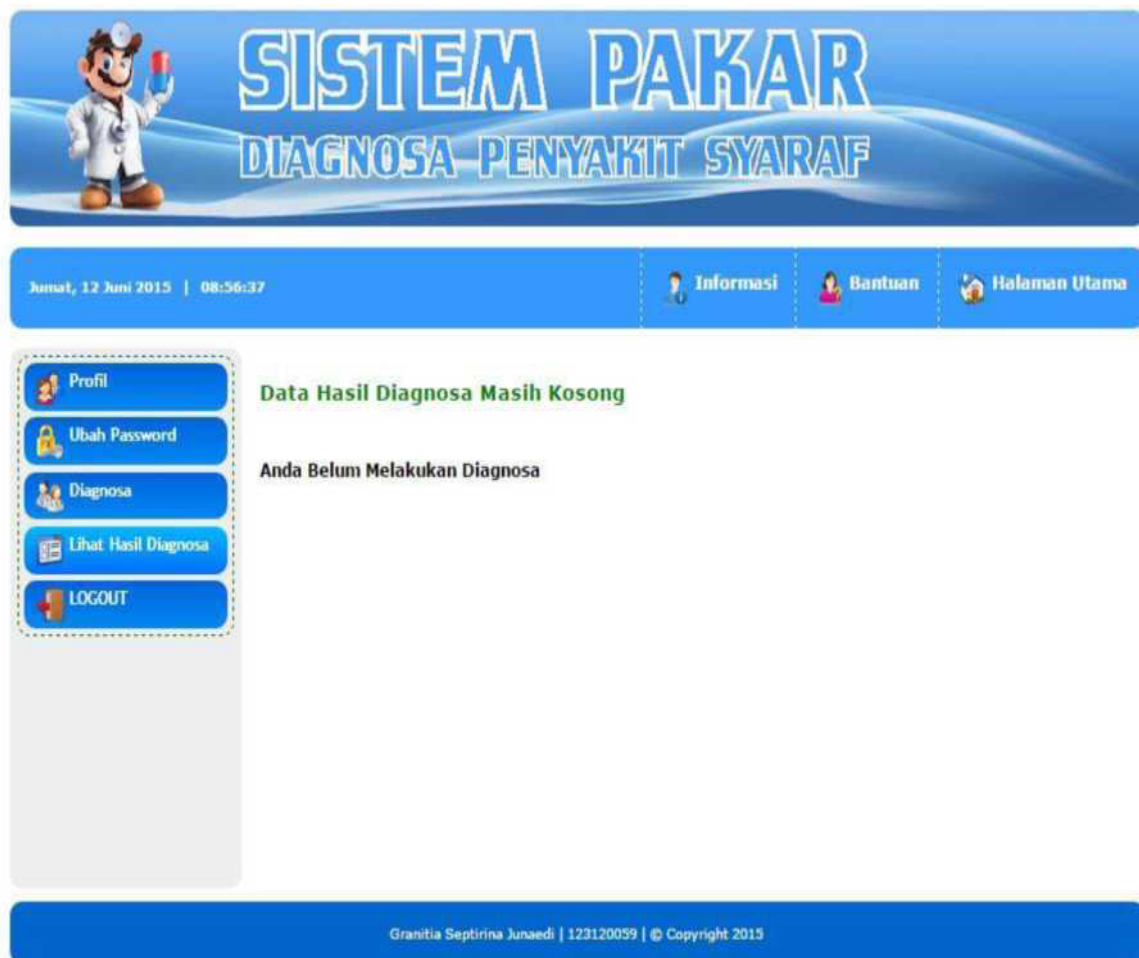 SISTEM PAKAR
DIAGNOSA PENYAKIT SYARAF
Jumat, 12 Juni 2015 | 08:56:37
Informasi
Bantuan
Halaman Utama
Profil
Ubah Password
Diagnosa
Lihat Hasil Diagnosa
LOGOUT
Data Hasil Diagnosa Masih Kosong
Anda Belum Melakukan Diagnosa
Granitia Septirina Junaedi | 123120059 | © Copyright 2015